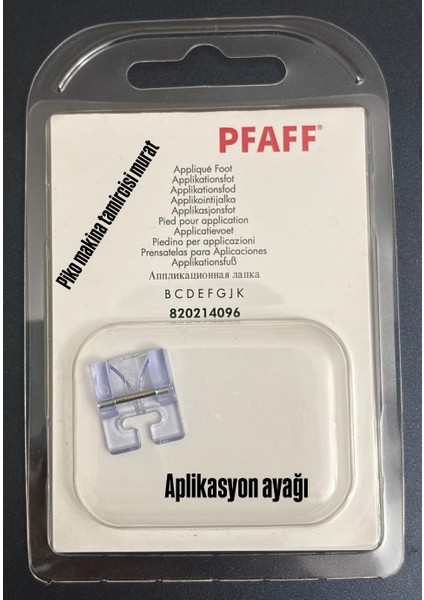 PFAFF®
Piko makina tamircisi murat
Appliqué Foot
Applikationsfot
Applikationsfod
Applikointijalka
Applikasjonsfot
Pied pour application
Applicatievoet
Piedino per applicazioni
Prensatelas para Aplicaciones
Applikationsfuß
Аппликационная лапка
B C D E F G J K
820214096
Aplikasyon ayağı